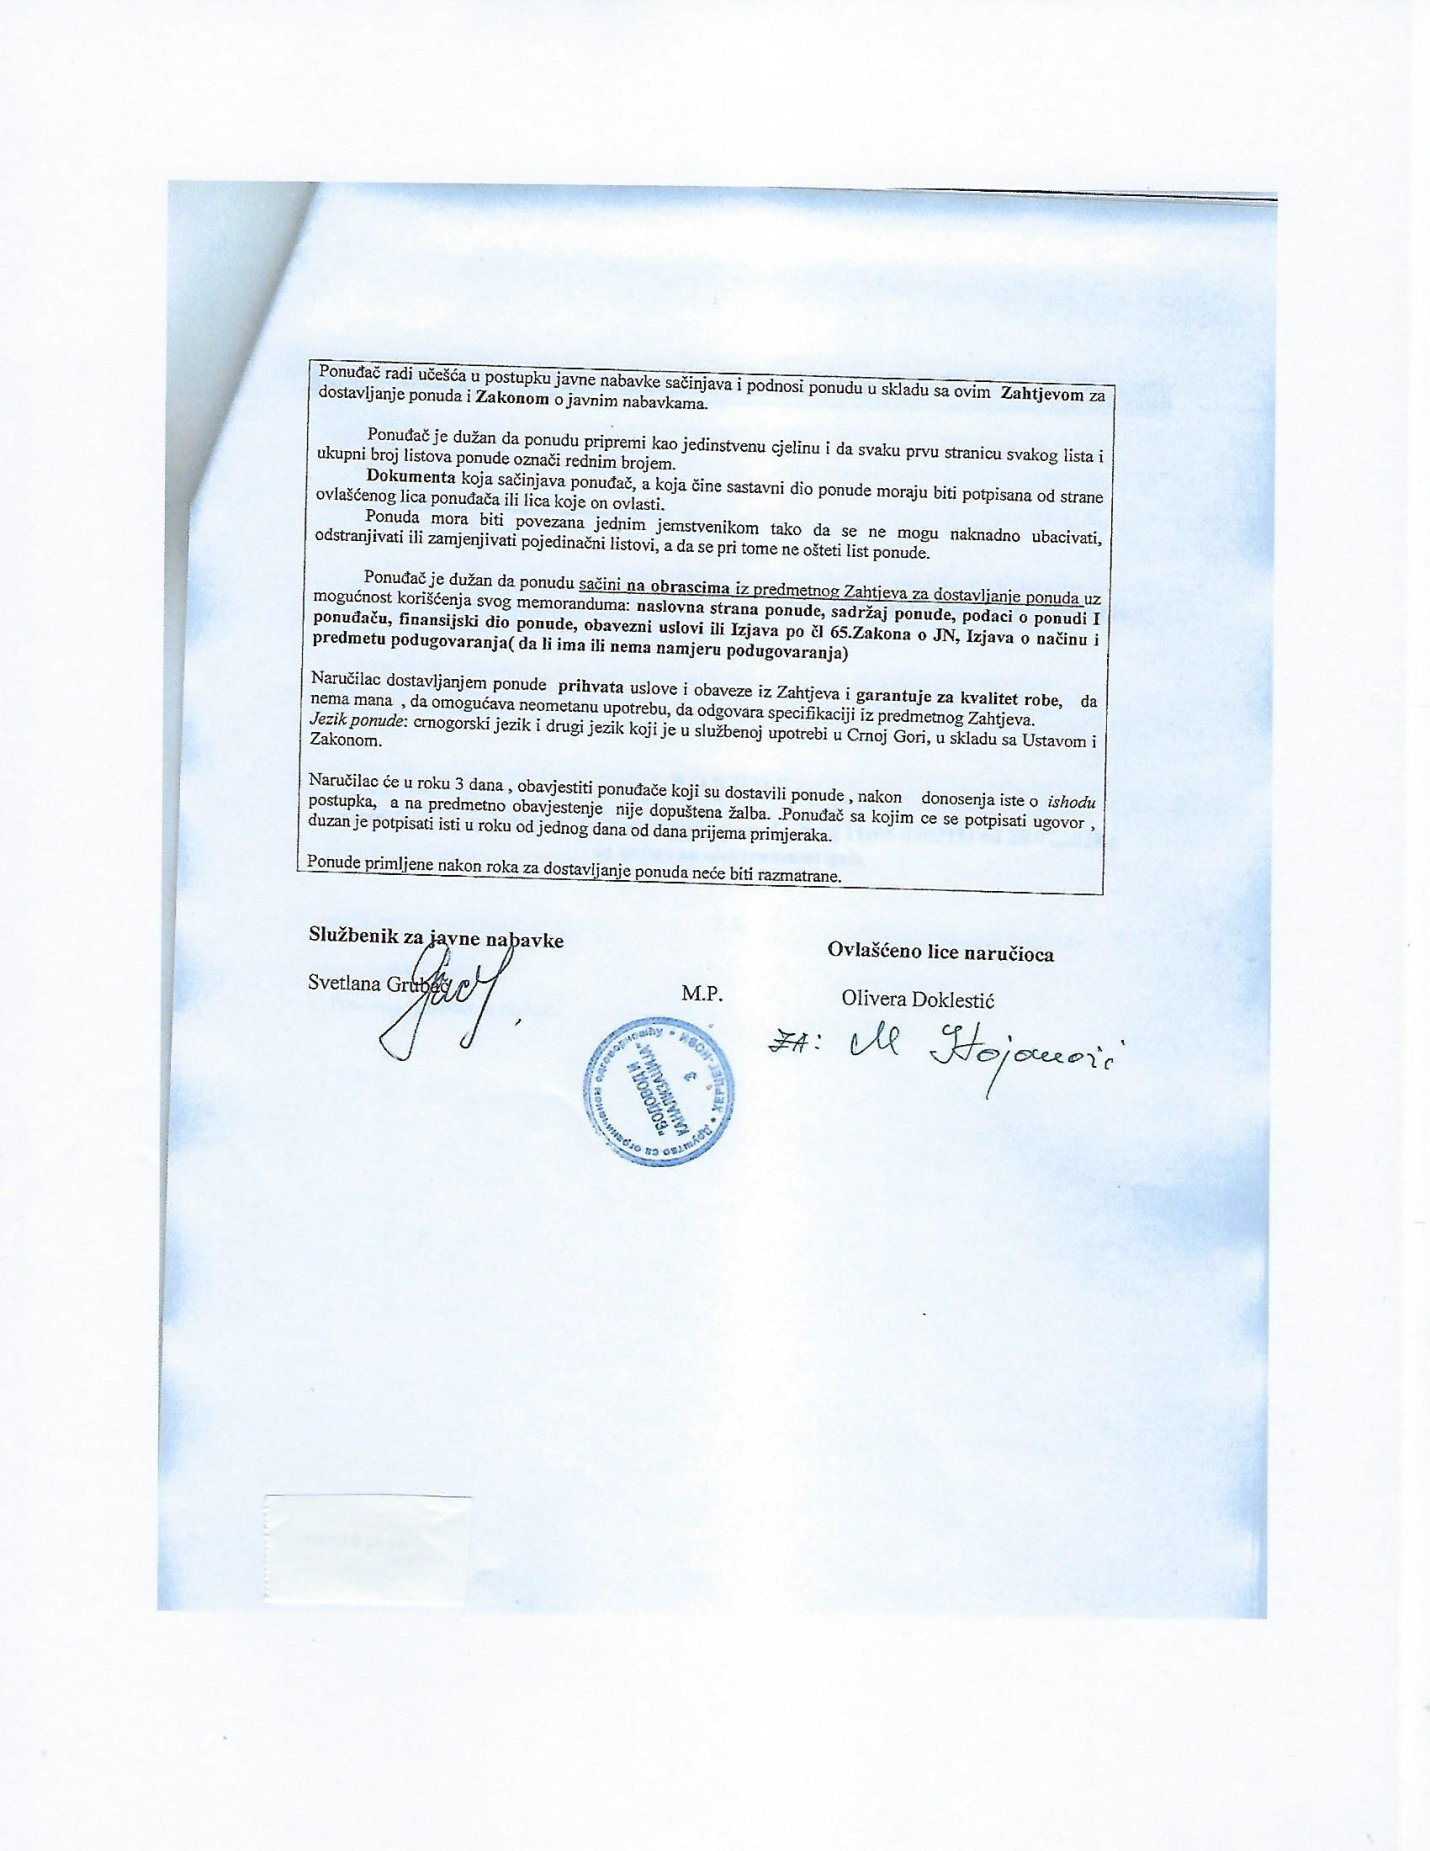 Ponuđač radi učešća u postupku javne nabavke sačinjava i podnosi ponudu u skladu sa ovim Zahtjevom za
dostavljanje ponuda i Zakonom o javnim nabavkama.
Ponuđač je dužan da ponudu pripremi kao jedinstvenu cjelinu i da svaku prvu stranicu svakog lista i
ukupni broj listova ponude označi rednim brojem.
Dokumenta koja sačinjava ponuđač, a koja čine sastavni dio ponude moraju biti potpisana od strane
ovlašćenog lica ponuđača ili lica koje on ovlasti.
Ponuda mora biti povezana jednim jemstvenikom tako da se ne mogu naknadno ubacivati,
odstranjivati ili zamjenjivati pojedinačni listovi, a da se pri tome ne ošteti list ponude.
Ponuđač je dužan da ponudu sačini na obrascima iz predmetnog Zahtjeva za dostavljanje ponuda uz
mogućnost korišćenja svog memoranduma: naslovna strana ponude, sadržaj ponude, podaci o ponudi I
ponuđaču, finansijski dio ponude, obavezni uslovi ili Izjava po čl 65.Zakona o JN, Izjava o načinu i
predmetu podugovaranja( da li ima ili nema namjeru podugovaranja)
Naručilac dostavljanjem ponude prihvata uslove i obaveze iz Zahtjeva i garantuje za kvalitet robe, da
nema mana , da omogućava neometanu upotrebu, da odgovara specifikaciji iz predmetnog Zahtjeva.
Jezik ponude: crnogorski jezik i drugi jezik koji je u službenoj upotrebi u Crnoj Gori, u skladu sa Ustavom i
Zakonom.
Naručilac će u roku 3 dana , obavjestiti ponuđače koji su dostavili ponude , nakon donosenja iste o ishodu
postupka, a na predmetno obavjestenje nije dopuštena žalba. .Ponuđač sa kojim ce se potpisati ugovor ,
duzan je potpisati isti u roku od jednog dana od dana prijema primjeraka.
Ponude primljene nakon roka za dostavljanje ponuda neće biti razmatrane.
Službenik za javne nabavke
Ovlašćeno lice naručioca
Svetlana Grubač
M.P.
Olivera Doklestić
ZA: M Stojanović
Друштво са ограниченом одговорношћу • ХЕРЦЕГ-НОВИ •
"ВОДОВОД И
КАНАЛИЗАЦИЈА"
3